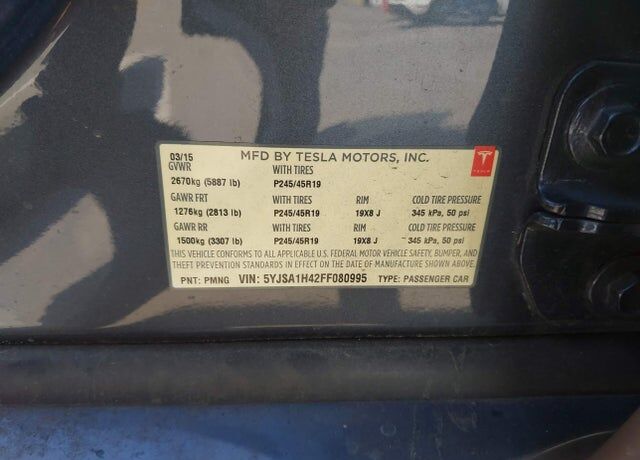 03/15 MFD BY TESLA MOTORS, INC.
GVWR WITH TIRES
TESLA
2670kg (5887 lb) P245/45R19
GAWR FRT WITH TIRES RIM COLD TIRE PRESSURE
1276kg (2813 lb) P245/45R19 19X8 J 345 kPa, 50 psi
GAWR RR WITH TIRES RIM COLD TIRE PRESSURE
1500kg (3307 lb) P245/45R19 19X8 J 345 kPa, 50 psi
THIS VEHICLE CONFORMS TO ALL APPLICABLE U.S. FEDERAL MOTOR VEHICLE SAFETY, BUMPER, AND
THEFT PREVENTION STANDARDS IN EFFECT ON THE DATE OF MANUFACTURE SHOWN ABOVE.
PNT: PMNG VIN: 5YJSA1H42FF080995 TYPE: PASSENGER CAR